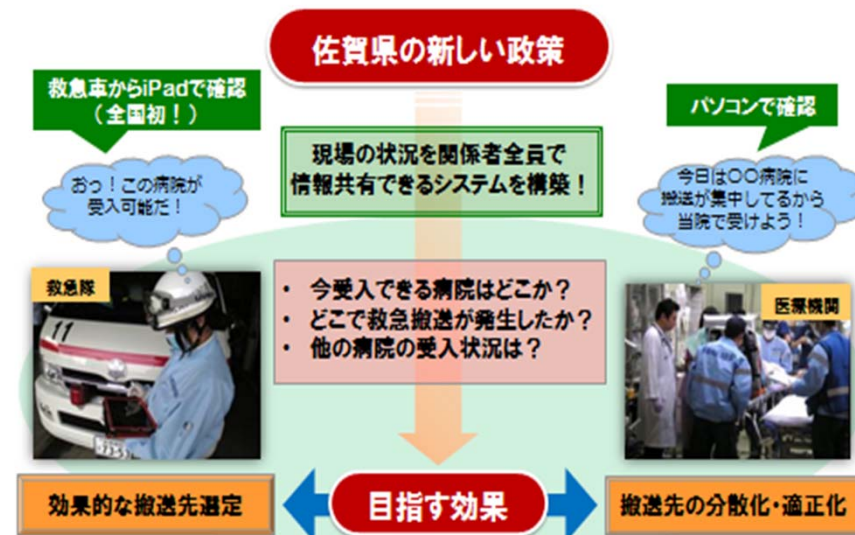 佐賀県の新しい政策
救急車からiPadで確認
（全国初！）
パソコンで確認
現場の状況を関係者全員で
情報共有できるシステムを構築！
おっ！この病院が
受入可能だ！
今日は〇〇病院に
搬送が集中してるから
当院で受けよう！
救急隊
・ 今受入できる病院はどこか？
・ どこで救急搬送が発生したか？
・ 他の病院の受入状況は？
医療機関
11
効果的な搬送先選定
目指す効果
搬送先の分散化・適正化